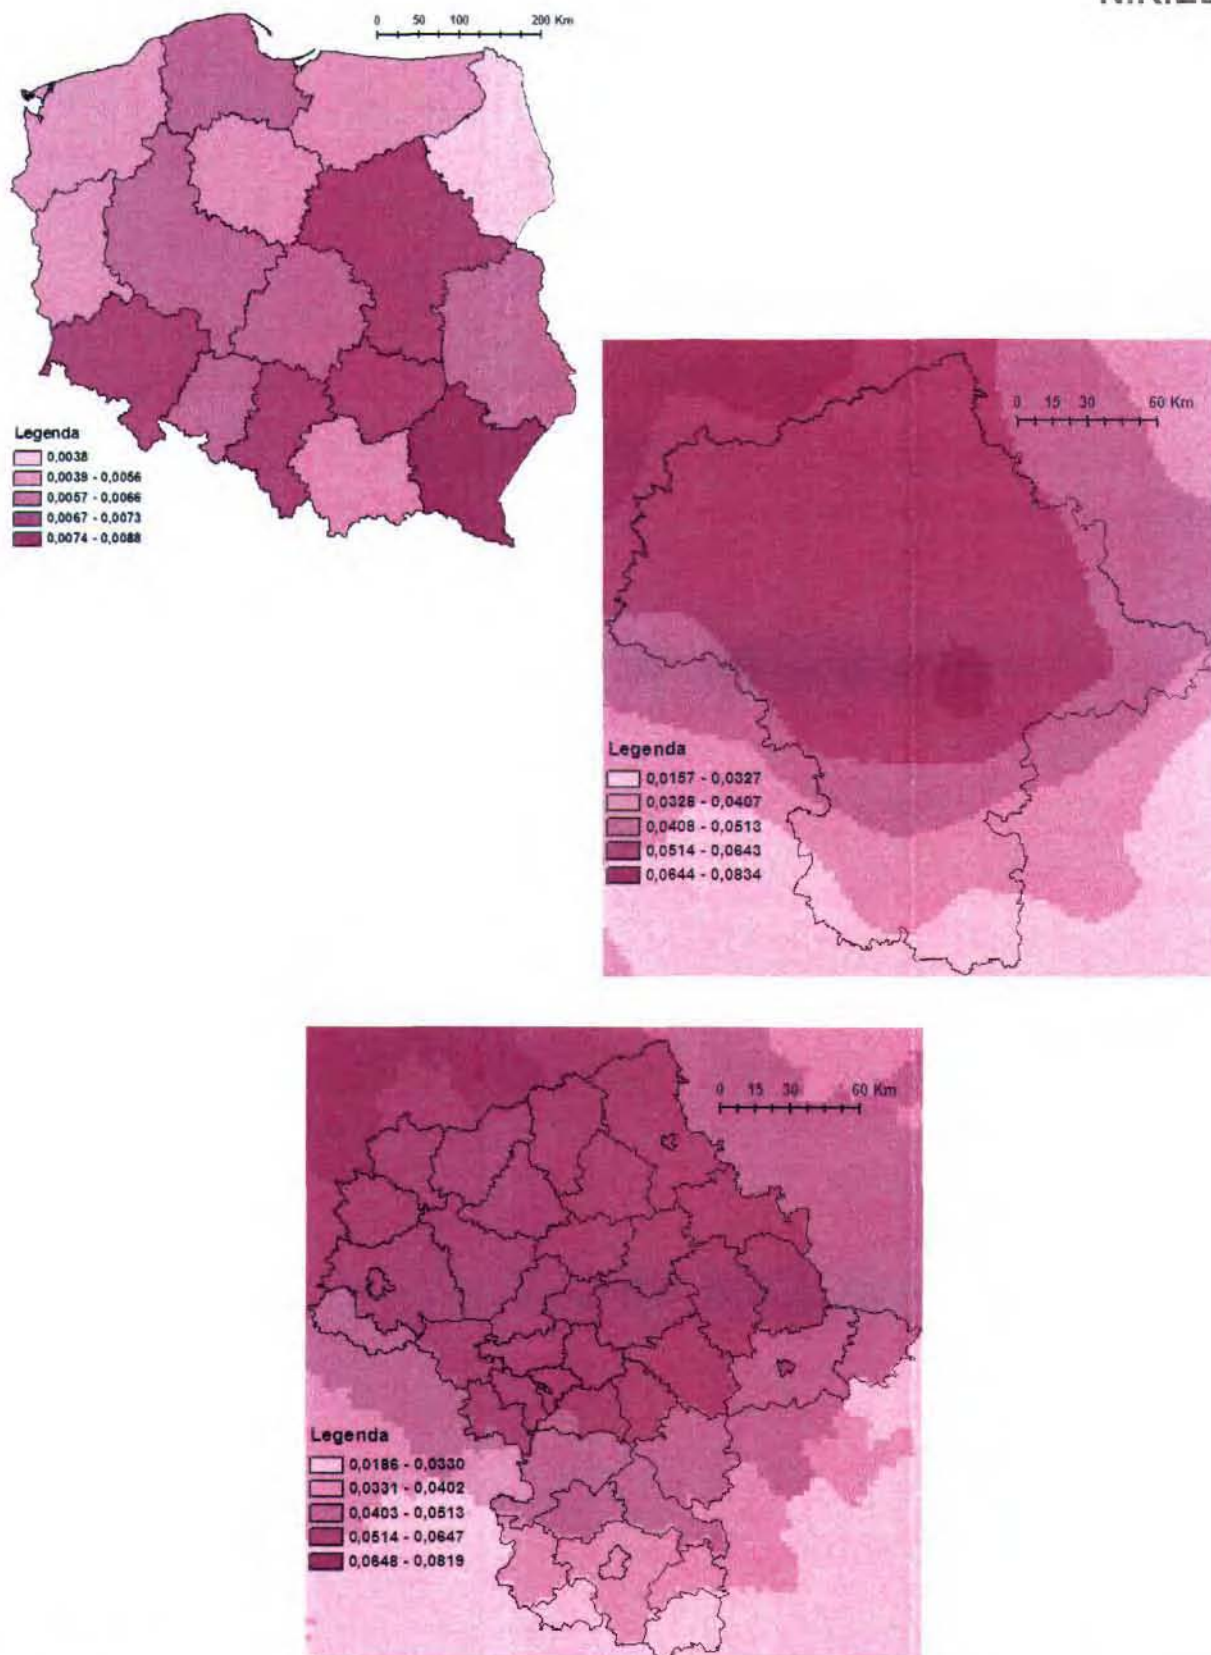 0 50 100 200 Km
Legenda
0,0038
0,0039 - 0,0056
0,0057 - 0,0066
0,0067 - 0,0073
0,0074 - 0,0088
0 15 30 60 Km
Legenda
0,0157 - 0,0327
0,0328 - 0,0407
0,0408 - 0,0513
0,0514 - 0,0643
0,0644 - 0,0834
0 15 30 60 Km
Legenda
0,0186 - 0,0330
0,0331 - 0,0402
0,0403 - 0,0513
0,0514 - 0,0647
0,0648 - 0,0819